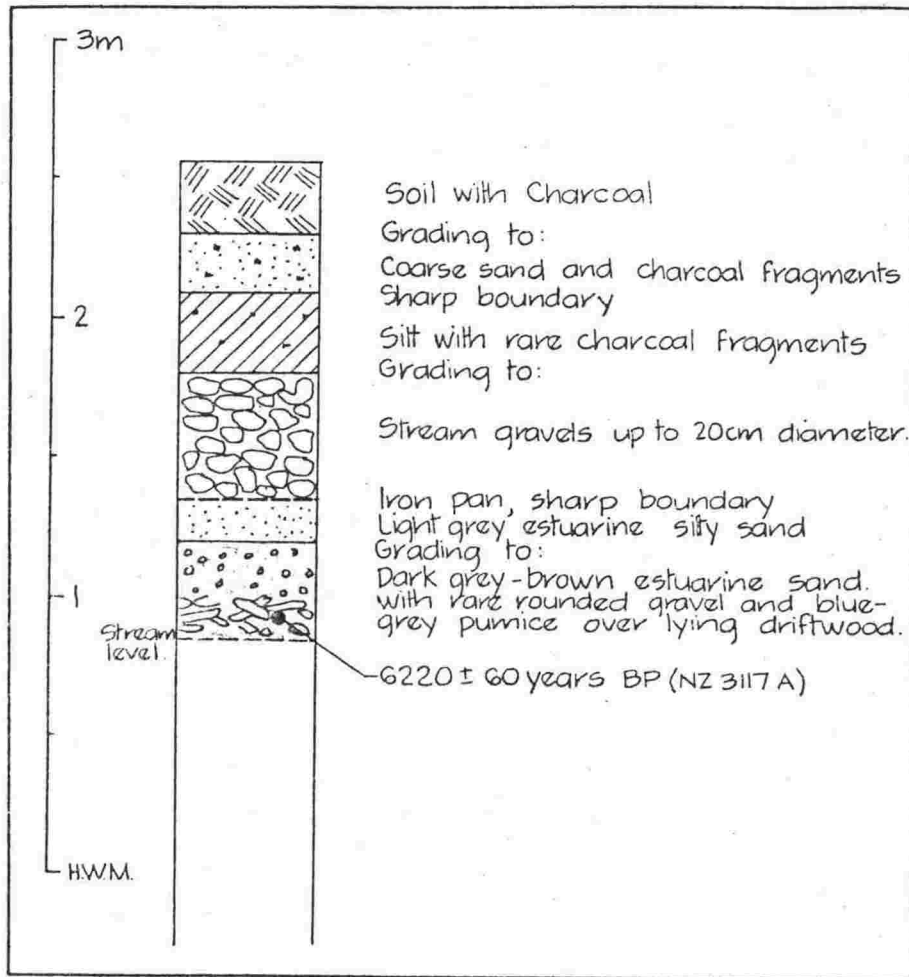 3m
Soil with Charcoal
Grading to:
Coarse sand and charcoal fragments
Sharp boundary
2
Silt with rare charcoal fragments
Grading to:
Stream gravels up to 20cm diameter.
Iron pan, sharp boundary
Light grey estuarine silty sand
Grading to:
1
Dark grey-brown estuarine sand.
with rare rounded gravel and blue-
grey pumice over lying driftwood.
Stream
level.
6220 ± 60 years BP (NZ 3117 A)
H.W.M.